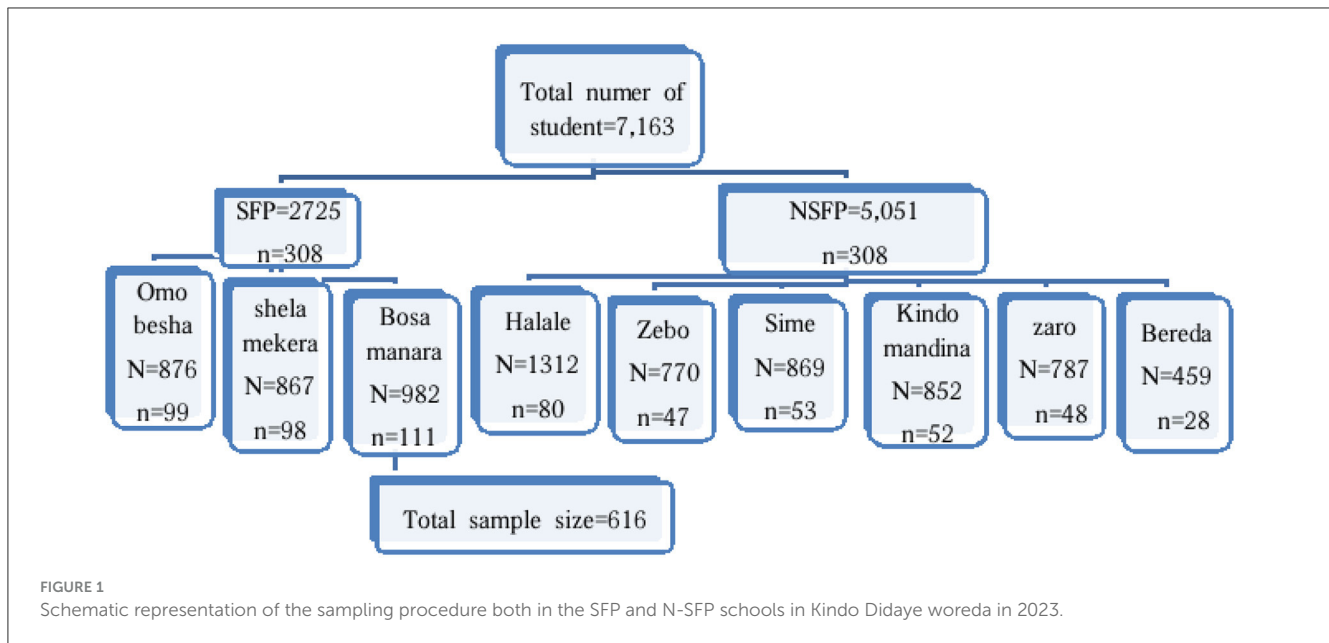 Total numer of
student=7,163
SFP=2725
n=308
NSFP=5,051
n=308
Omo
besha
N=876
n=99
shela
mekera
N=867
n=98
Bosa
manara
N=982
n=111
Halale
N=1312
n=80
Zebo
N=770
n=47
Sime
N=869
n=53
Kindo
mandina
N=852
n=52
zaro
N=787
n=48
Bereda
N=459
n=28
Total sample size=616
FIGURE 1
Schematic representation of the sampling procedure both in the SFP and N-SFP schools in Kindo Didaye woreda in 2023.